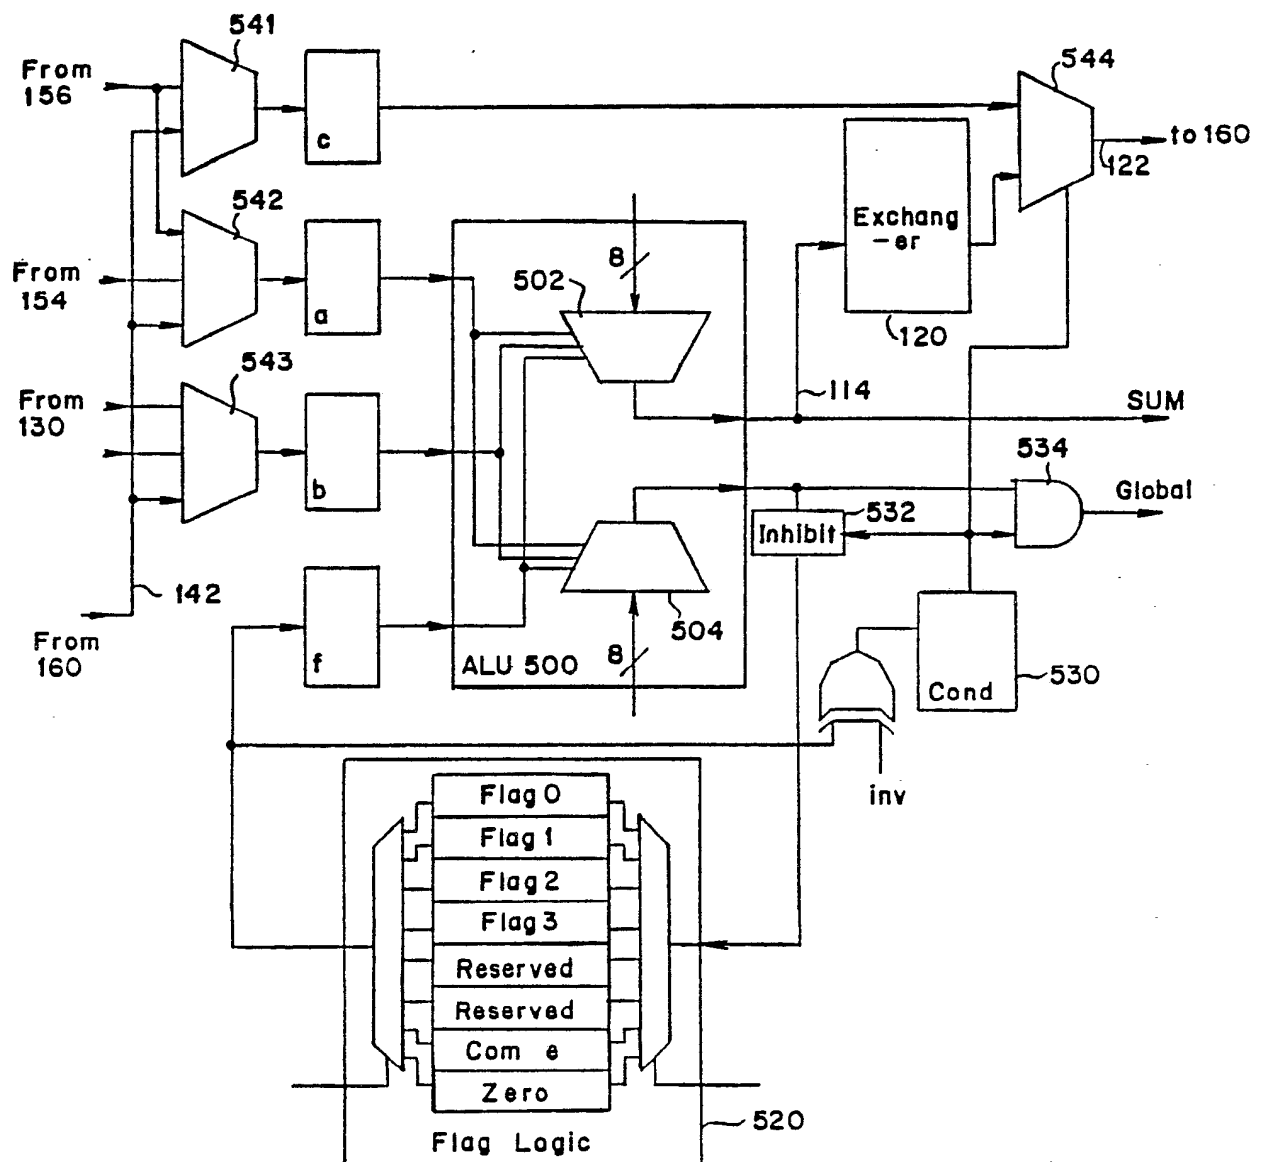 541
From
156
c
544
to 160
122
Exchang
-er
120
542
From
154
a
8
502
114
SUM
543
From
130
b
534
Global
532
Inhibit
142
From
160
f
504
8
ALU 500
530
Cond
inv
Flag 0
Flag 1
Flag 2
Flag 3
Reserved
Reserved
Com e
Zero
520
Flag Logic